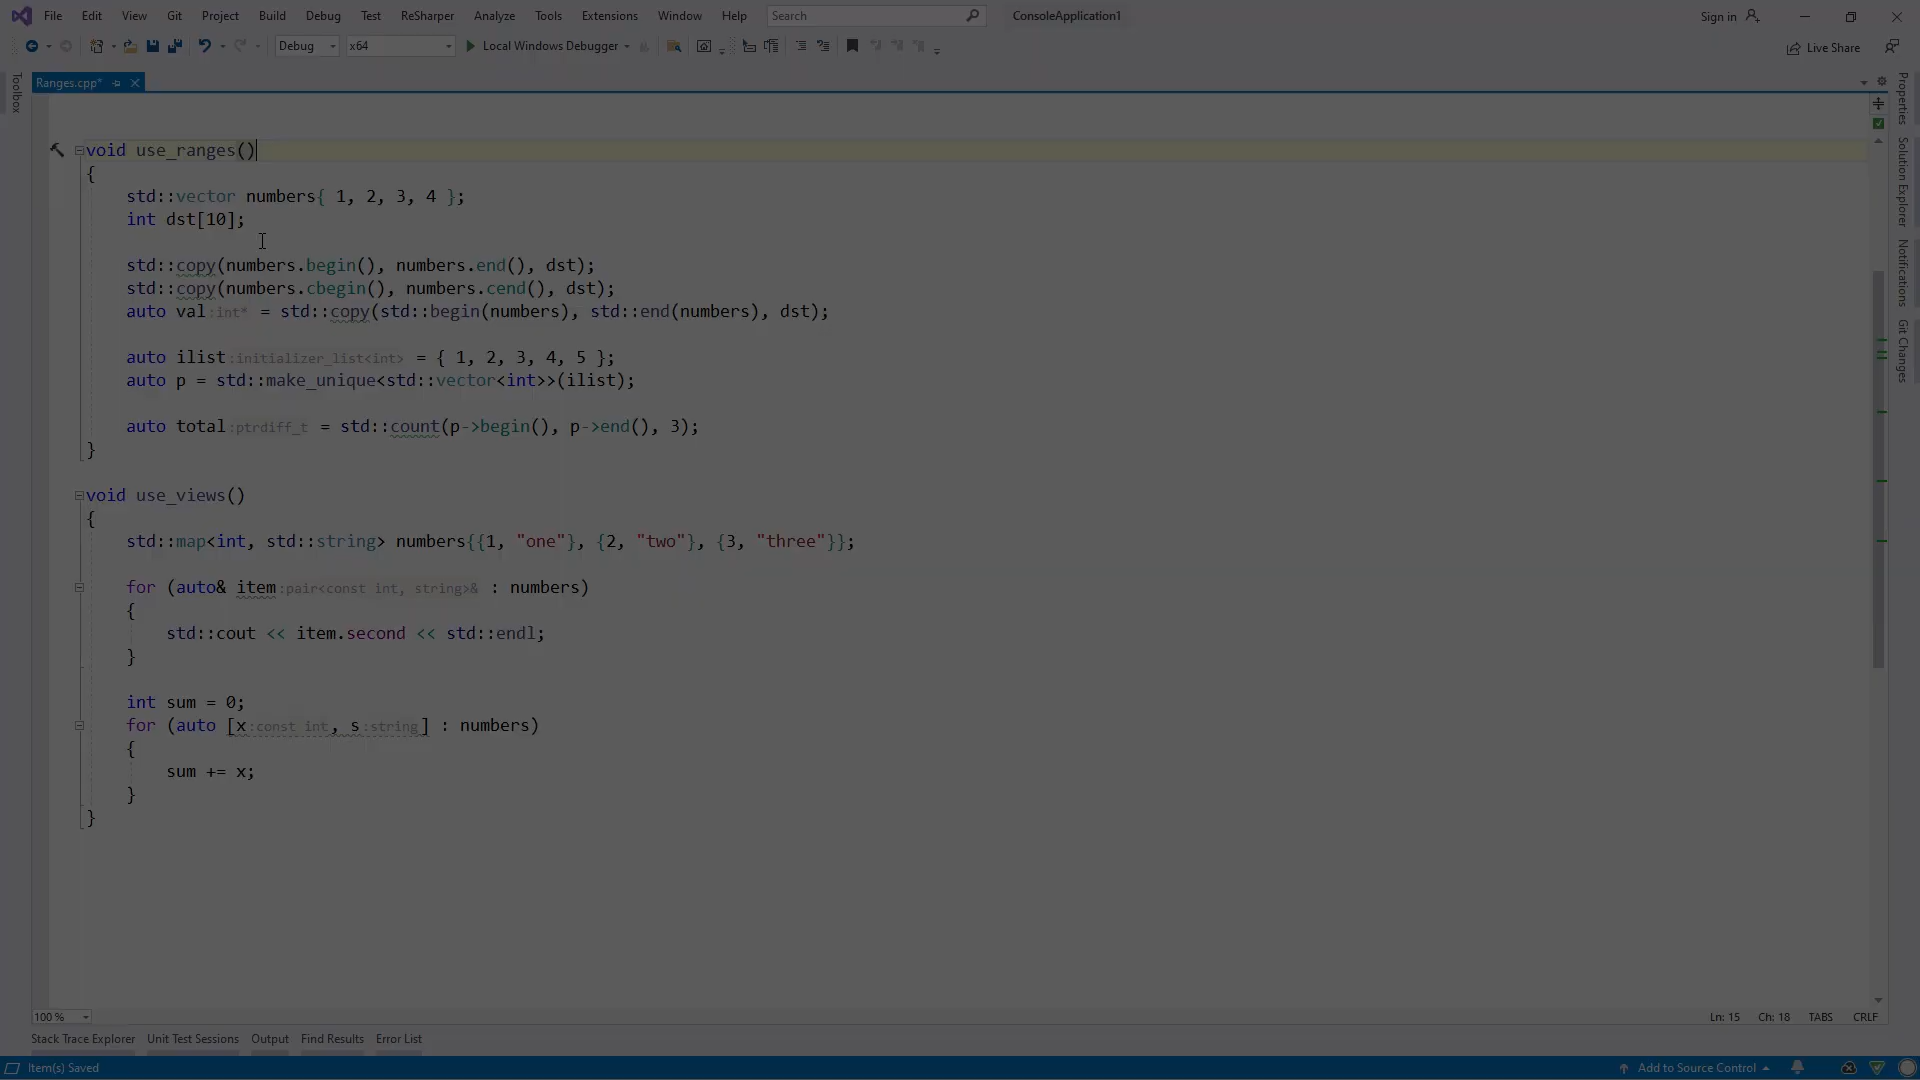 File Edit View Git Project Build Debug Test ReSharper Analyze Tools Extensions Window Help Search ConsoleApplication1 Sign in
Debug x64 Local Windows Debugger Live Share
Ranges.cpp*
Toolbox
void use_ranges()
{
std::vector numbers{ 1, 2, 3, 4 };
int dst[10];
std::copy(numbers.begin(), numbers.end(), dst);
std::copy(numbers.cbegin(), numbers.cend(), dst);
auto val:int* = std::copy(std::begin(numbers), std::end(numbers), dst);
auto ilist:initializer_list<int> = { 1, 2, 3, 4, 5 };
auto p = std::make_unique<std::vector<int>>(ilist);
auto total:ptrdiff_t = std::count(p->begin(), p->end(), 3);
}
void use_views()
{
std::map<int, std::string> numbers{{1, "one"}, {2, "two"}, {3, "three"}};
for (auto& item:pair<const int, string>& : numbers)
{
std::cout << item.second << std::endl;
}
int sum = 0;
for (auto [x:const int, s:string] : numbers)
{
sum += x;
}
}
Properties
Solution Explorer
Notifications
Git Changes
100 % Ln: 15 Ch: 18 TABS CRLF
Stack Trace Explorer Unit Test Sessions Output Find Results Error List
Item(s) Saved Add to Source Control